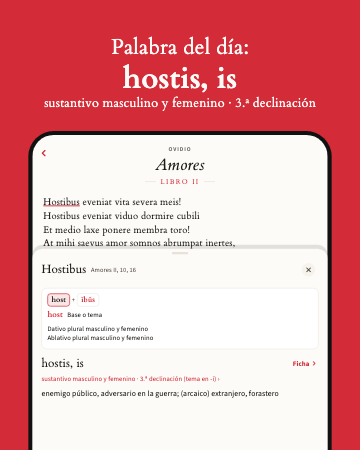 Palabra del día:
hostis, is
sustantivo masculino y femenino · 3.ª declinación
OVIDIO
Amores
LIBRO II
Hostibus eveniat vita severa meis!
Hostibus eveniat viduo dormire cubili
Et medio laxe ponere membra toro!
At mihi saevus amor somnos abrumpat inertes,
Hostibus Amores II, 10, 16
host + ibŭs
host Base o tema
Dativo plural masculino y femenino
Ablativo plural masculino y femenino
hostis, is Ficha
sustantivo masculino y femenino · 3.ª declinación (tema en -i) ›
enemigo público, adversario en la guerra; (arcaico) extranjero, forastero